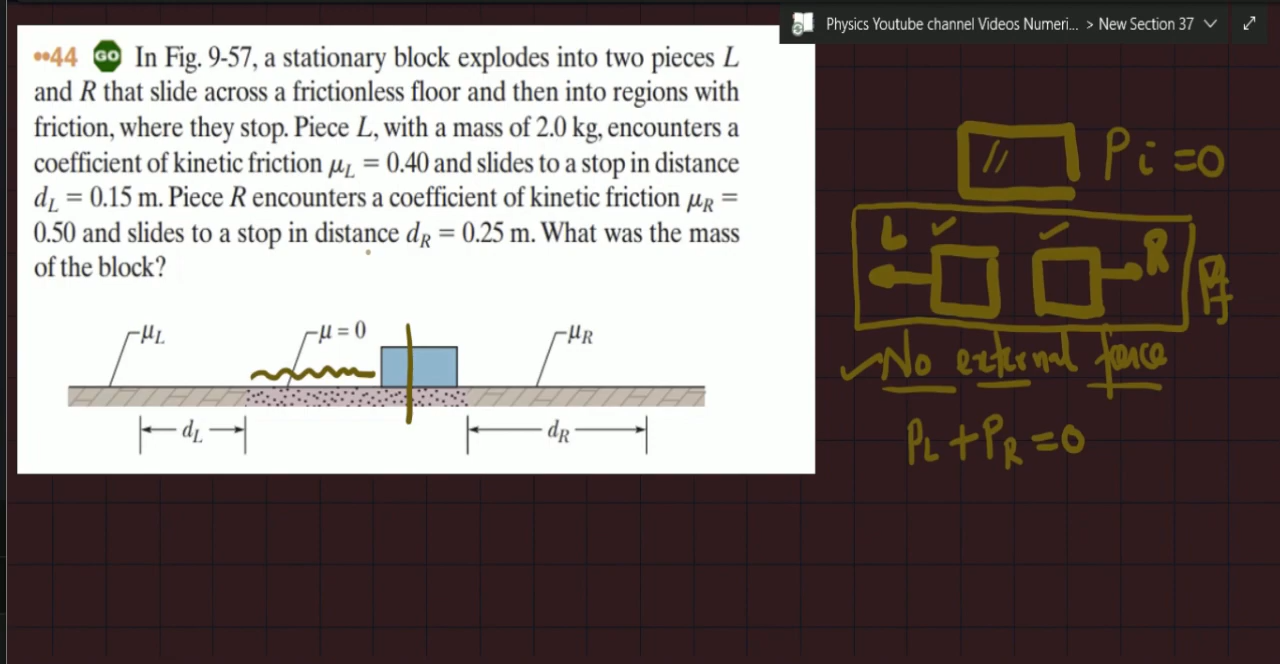 Physics Youtube channel Videos Numeri... > New Section 37
••44 GO In Fig. 9-57, a stationary block explodes into two pieces L
and R that slide across a frictionless floor and then into regions with
friction, where they stop. Piece L, with a mass of 2.0 kg, encounters a
coefficient of kinetic friction μL = 0.40 and slides to a stop in distance
dL = 0.15 m. Piece R encounters a coefficient of kinetic friction μR =
0.50 and slides to a stop in distance dR = 0.25 m. What was the mass
of the block?
μL
μ = 0
μR
dL
dR
Pi = 0
L
R
Pf
No external force
PL + PR = 0